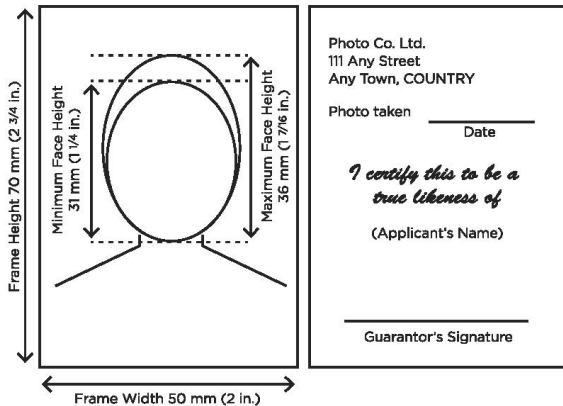 Frame Height 70 mm (2 3/4 in.)
Minimum Face Height
31 mm (1 1/4 in.)
Maximum Face Height
36 mm (1 7/16 in.)
Frame Width 50 mm (2 in.)
Photo Co. Ltd.
111 Any Street
Any Town, COUNTRY
Photo taken
Date
I certify this to be a
true likeness of
(Applicant's Name)
Guarantor's Signature